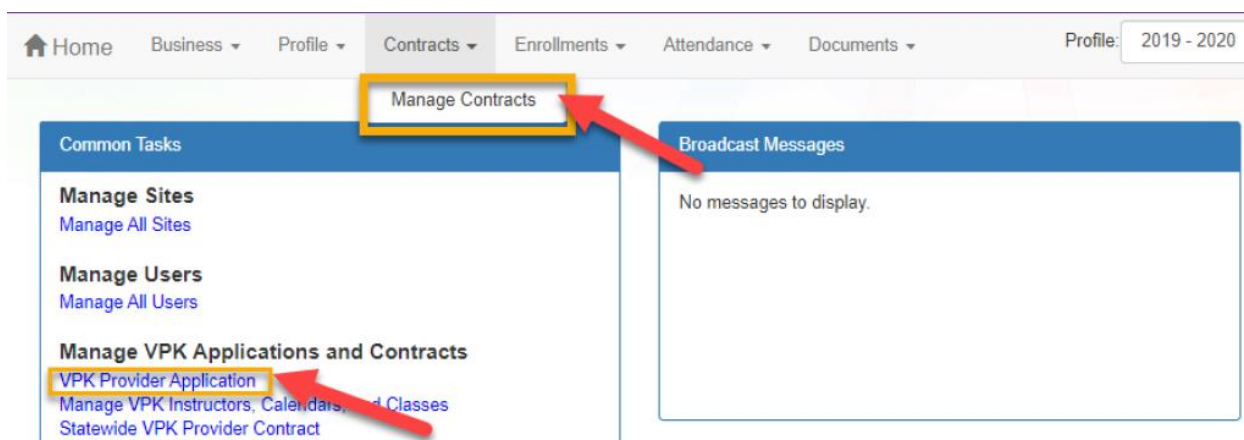 Home Business Profile Contracts Enrollments Attendance Documents Profile: 2019 - 2020
Manage Contracts
Common Tasks
Manage Sites
Manage All Sites
Manage Users
Manage All Users
Manage VPK Applications and Contracts
VPK Provider Application
Manage VPK Instructors, Calendars, and Classes
Statewide VPK Provider Contract
Broadcast Messages
No messages to display.